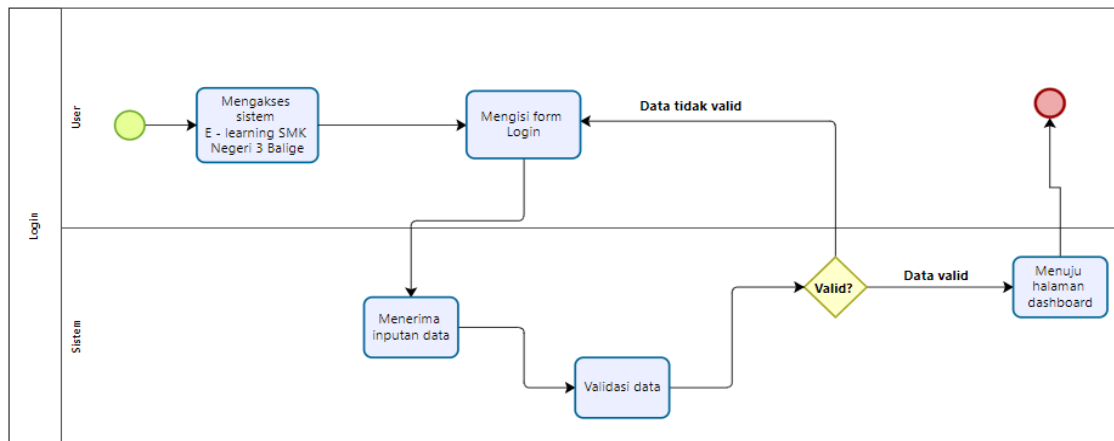 Login
User
Mengakses
sistem
E - learning SMK
Negeri 3 Balige
Mengisi form
Login
Data tidak valid
Sistem
Menerima
inputan data
Validasi data
Valid?
Data valid
Menuju
halaman
dashboard